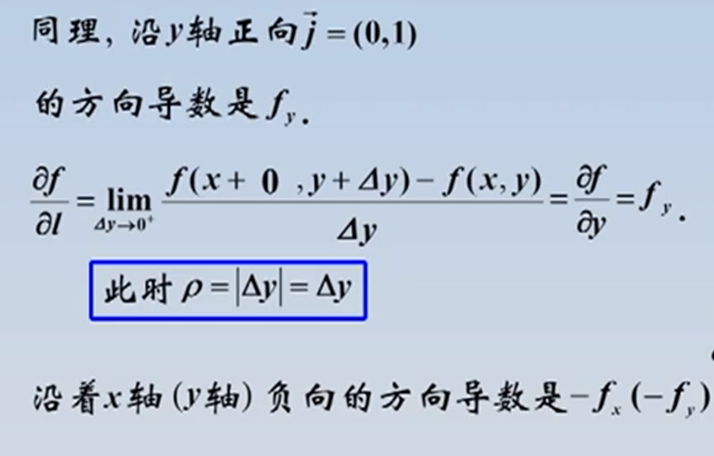 同理, 沿y轴正向j⃗ = (0,1)
的方向导数是 f_y.
∂f/∂l = lim_{Δy→0⁺} (f(x + 0 , y + Δy) − f(x, y))/Δy = ∂f/∂y = f_y.
此时 ρ = |Δy| = Δy
沿着x轴 (y轴) 负向的方向导数是−f_x (−f_y)